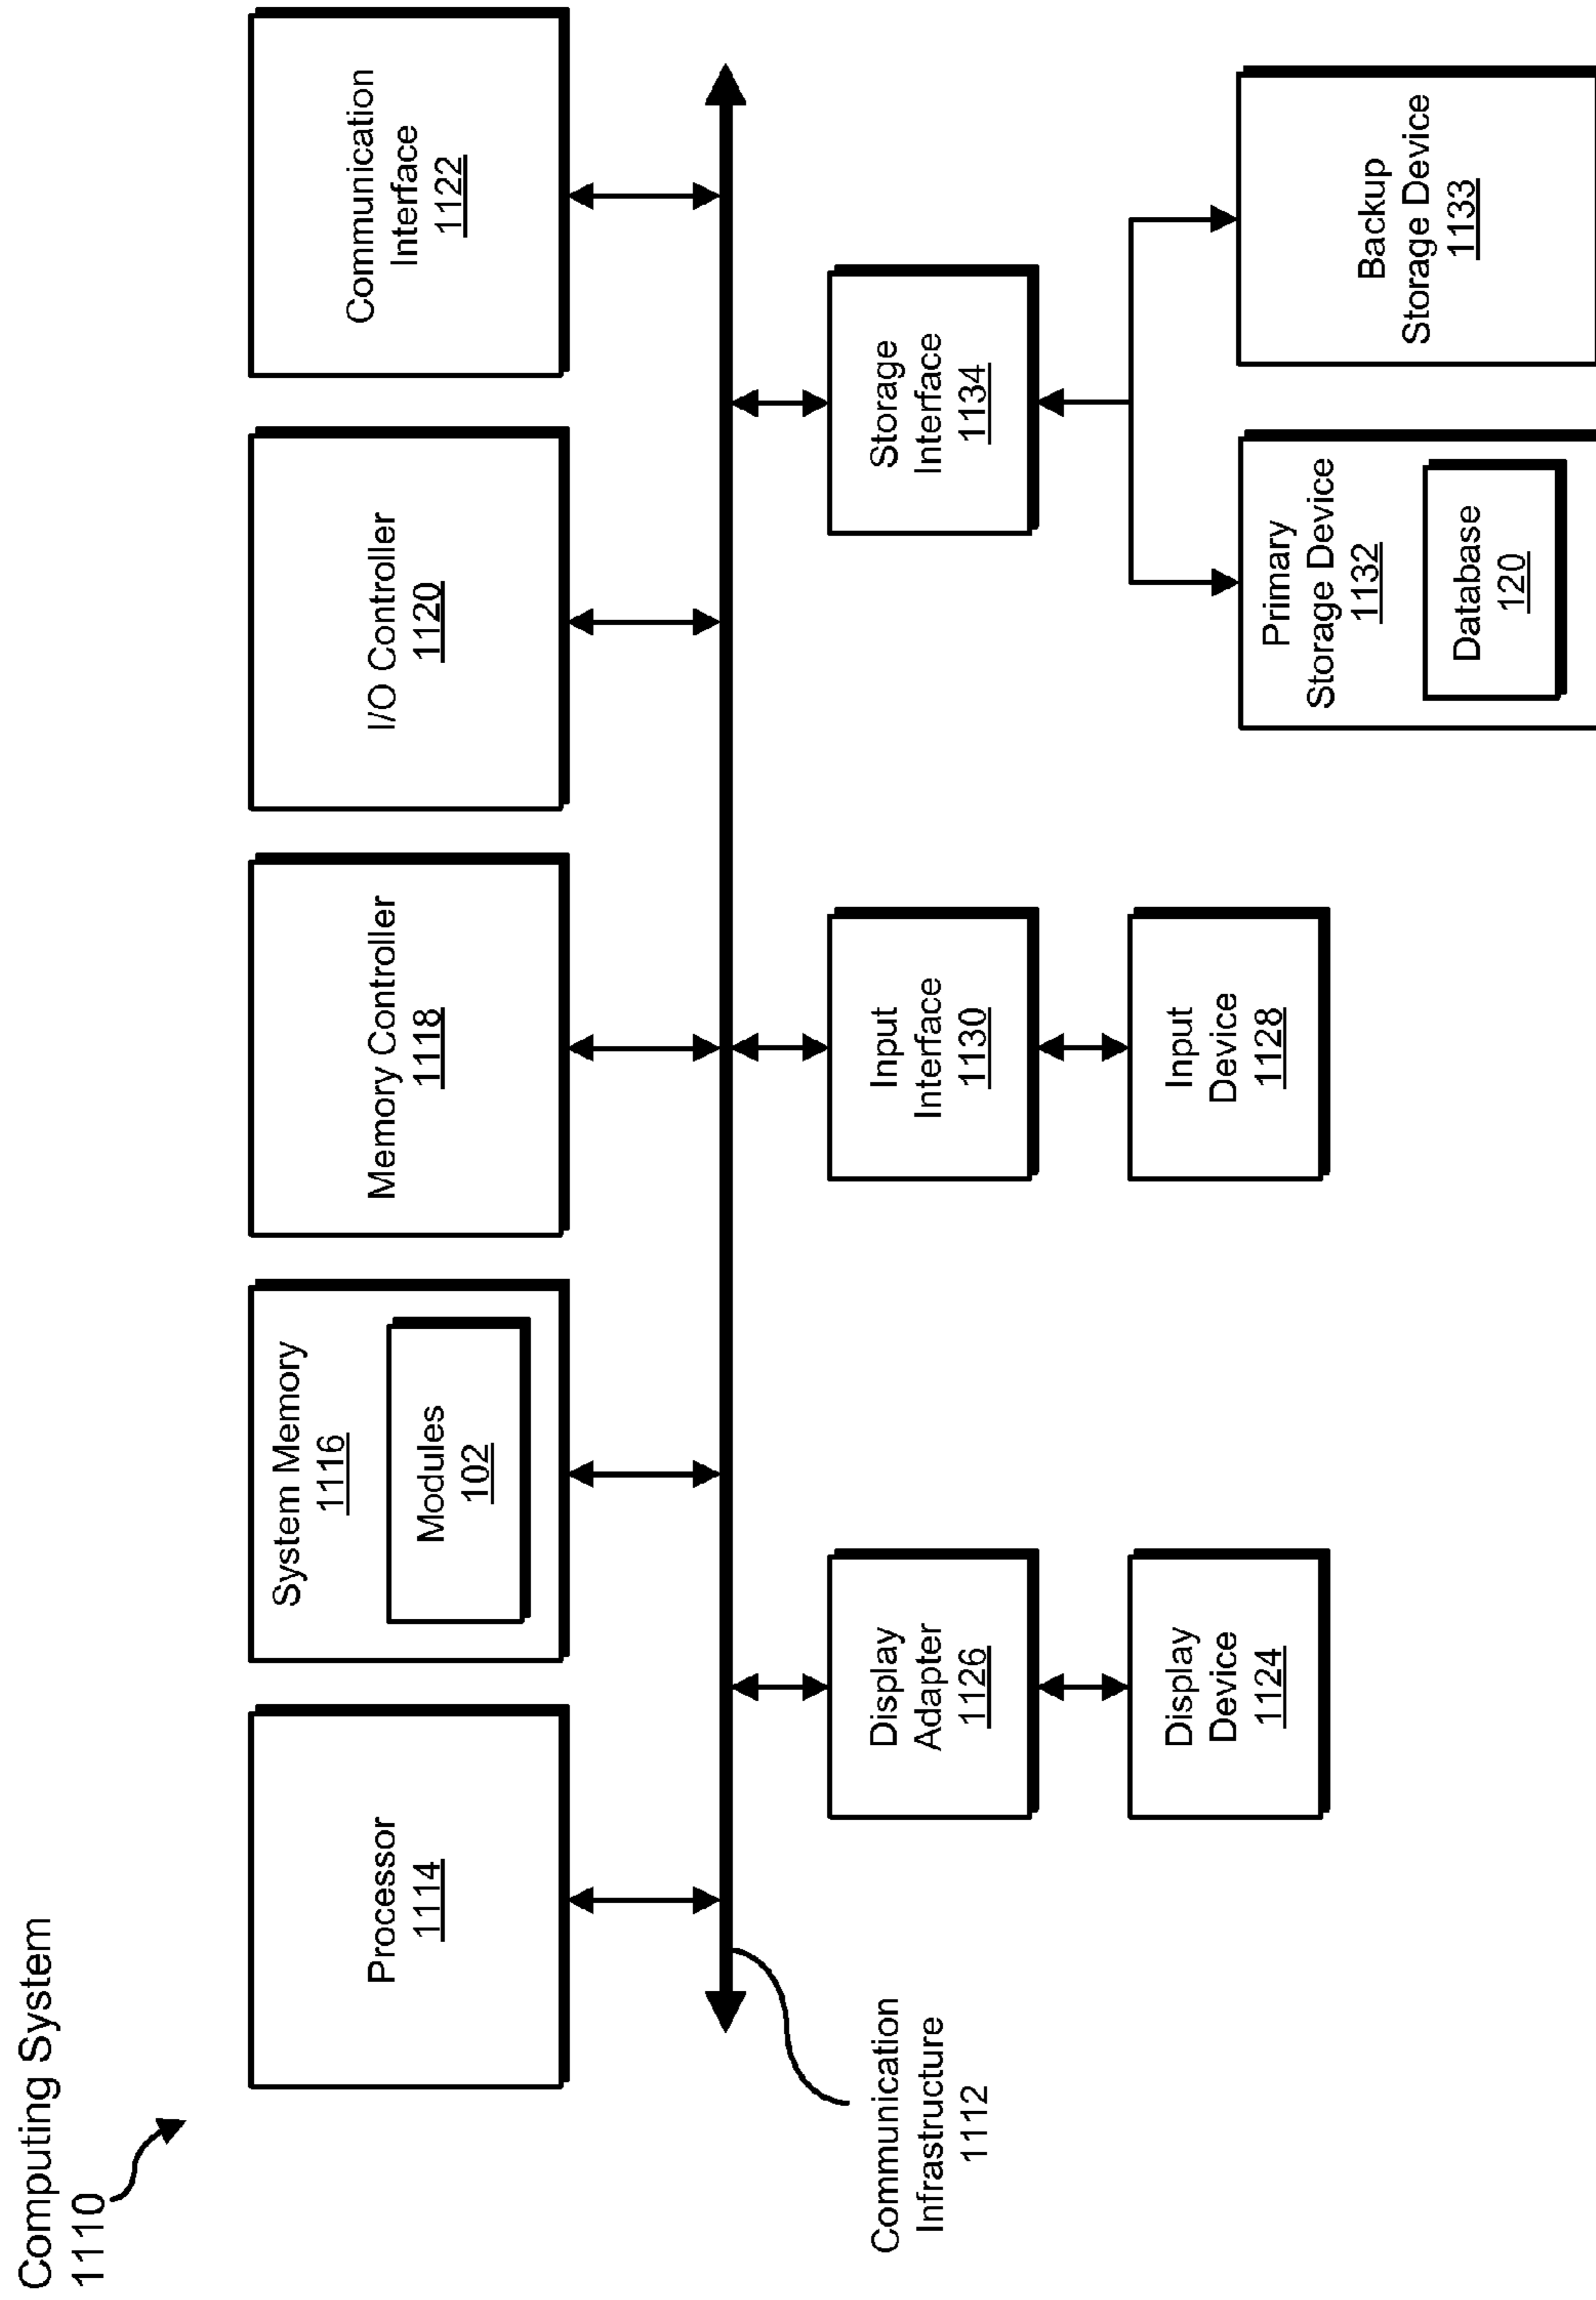 Computing System
1110
Processor
1114
System Memory
1116
Modules
102
Memory Controller
1118
I/O Controller
1120
Communication
Interface
1122
Communication
Infrastructure
1112
Display
Adapter
1126
Input
Interface
1130
Storage
Interface
1134
Display
Device
1124
Input
Device
1128
Primary
Storage Device
1132
Database
120
Backup
Storage Device
1133